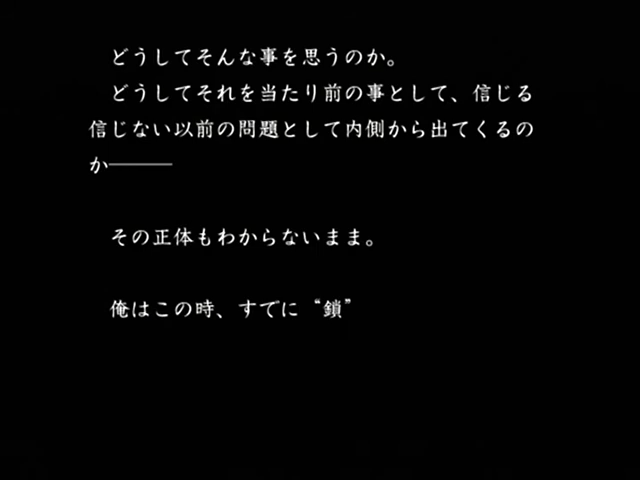 どうしてそんな事を思うのか。
どうしてそれを当たり前の事として、信じる
信じない以前の問題として内側から出てくるの
か―――
その正体もわからないまま。
俺はこの時、すでに“鎖”